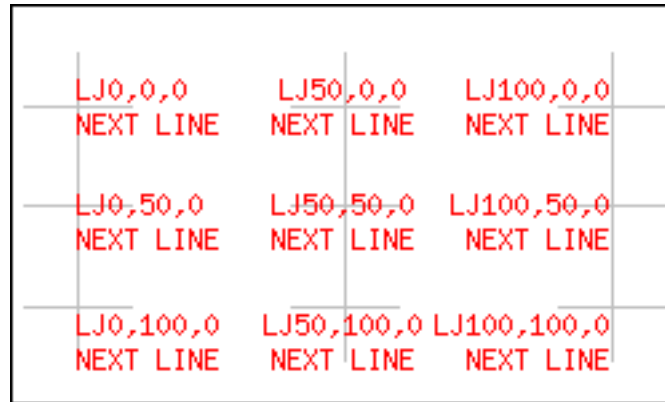 LJ0,0,0 LJ50,0,0 LJ100,0,0
NEXT LINE NEXT LINE NEXT LINE
LJ0,50,0 LJ50,50,0 LJ100,50,0
NEXT LINE NEXT LINE NEXT LINE
LJ0,100,0 LJ50,100,0 LJ100,100,0
NEXT LINE NEXT LINE NEXT LINE